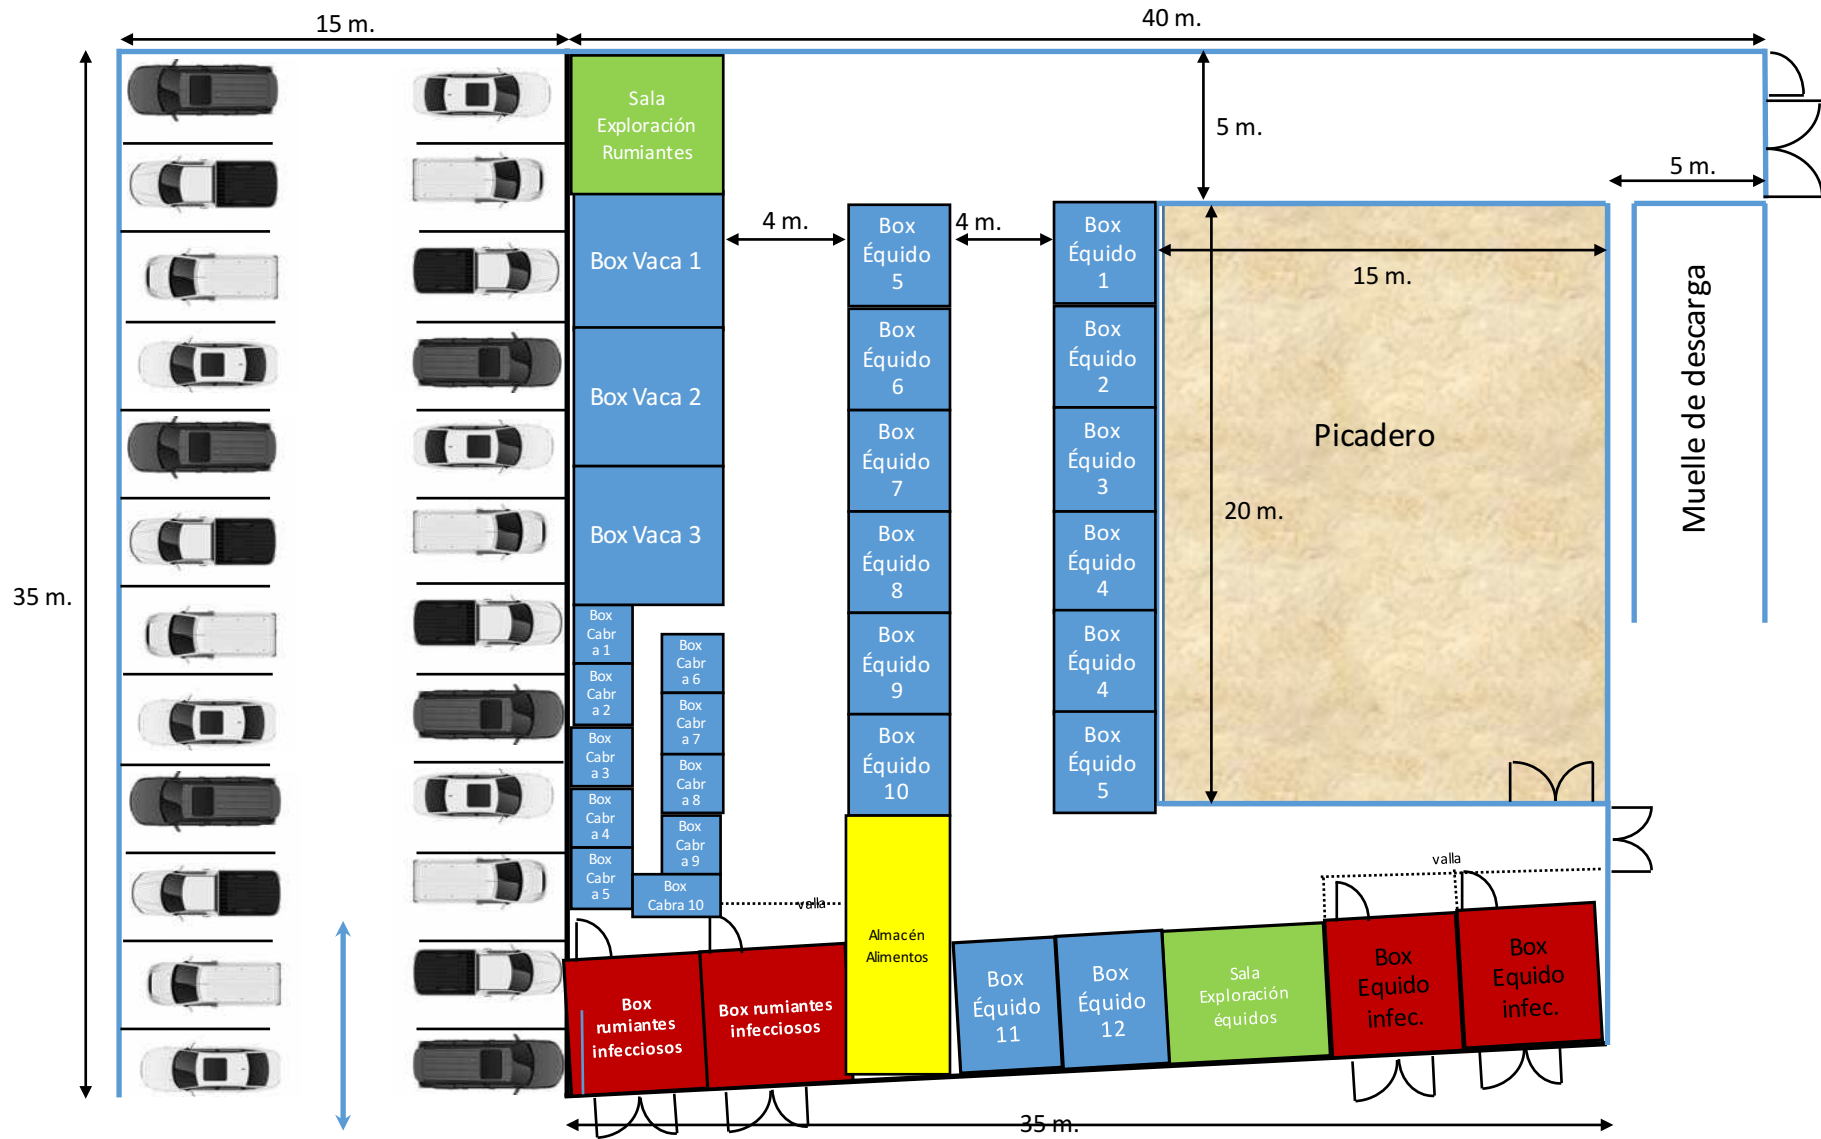 15 m.
40 m.
Sala
Exploración
Rumiantes
5 m.
5 m.
Box Vaca 1
4 m.
Box
Équido
5
4 m.
Box
Équido
1
15 m.
Muelle de descarga
Box Vaca 2
Box
Équido
6
Box
Équido
2
Picadero
Box Vaca 3
Box
Équido
7
Box
Équido
3
20 m.
35 m.
Box
Équido
8
Box
Équido
4
Box
Cabr
a 1
Box
Cabr
a 6
Box
Équido
9
Box
Équido
4
Box
Cabr
a 2
Box
Cabr
a 7
Box
Cabr
a 3
Box
Cabr
a 8
Box
Équido
10
Box
Équido
5
Box
Cabr
a 4
Box
Cabr
a 9
Box
Cabr
a 5
Box
Cabra 10
valla
valla
Almacén
Alimentos
Box
rumiantes
infecciosos
Box rumiantes
infecciosos
Box
Équido
11
Box
Équido
12
Sala
Exploración
équidos
Box
Equido
infec.
Box
Equido
infec.
35 m.